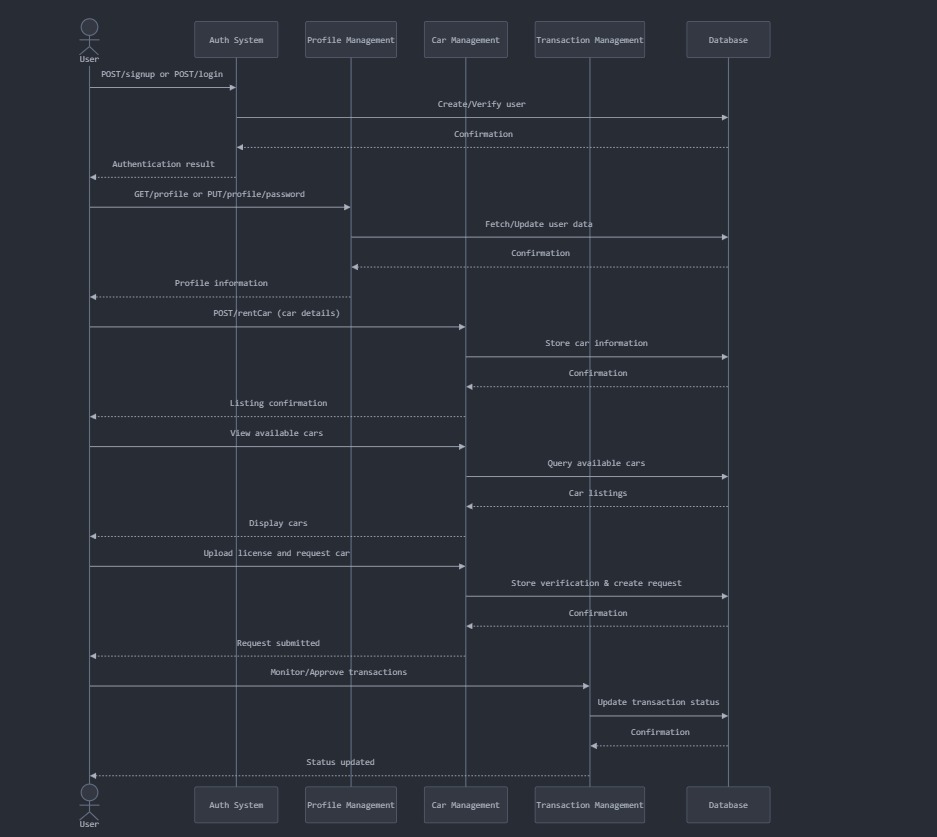 Auth System
Profile Management
Car Management
Transaction Management
Database
User
POST/signup or POST/login
Create/Verify user
Confirmation
Authentication result
GET/profile or PUT/profile/password
Fetch/Update user data
Confirmation
Profile information
POST/rentCar (car details)
Store car information
Confirmation
Listing confirmation
View available cars
Query available cars
Car listings
Display cars
Upload license and request car
Store verification & create request
Confirmation
Request submitted
Monitor/Approve transactions
Update transaction status
Confirmation
Status updated
Auth System
Profile Management
Car Management
Transaction Management
Database
User